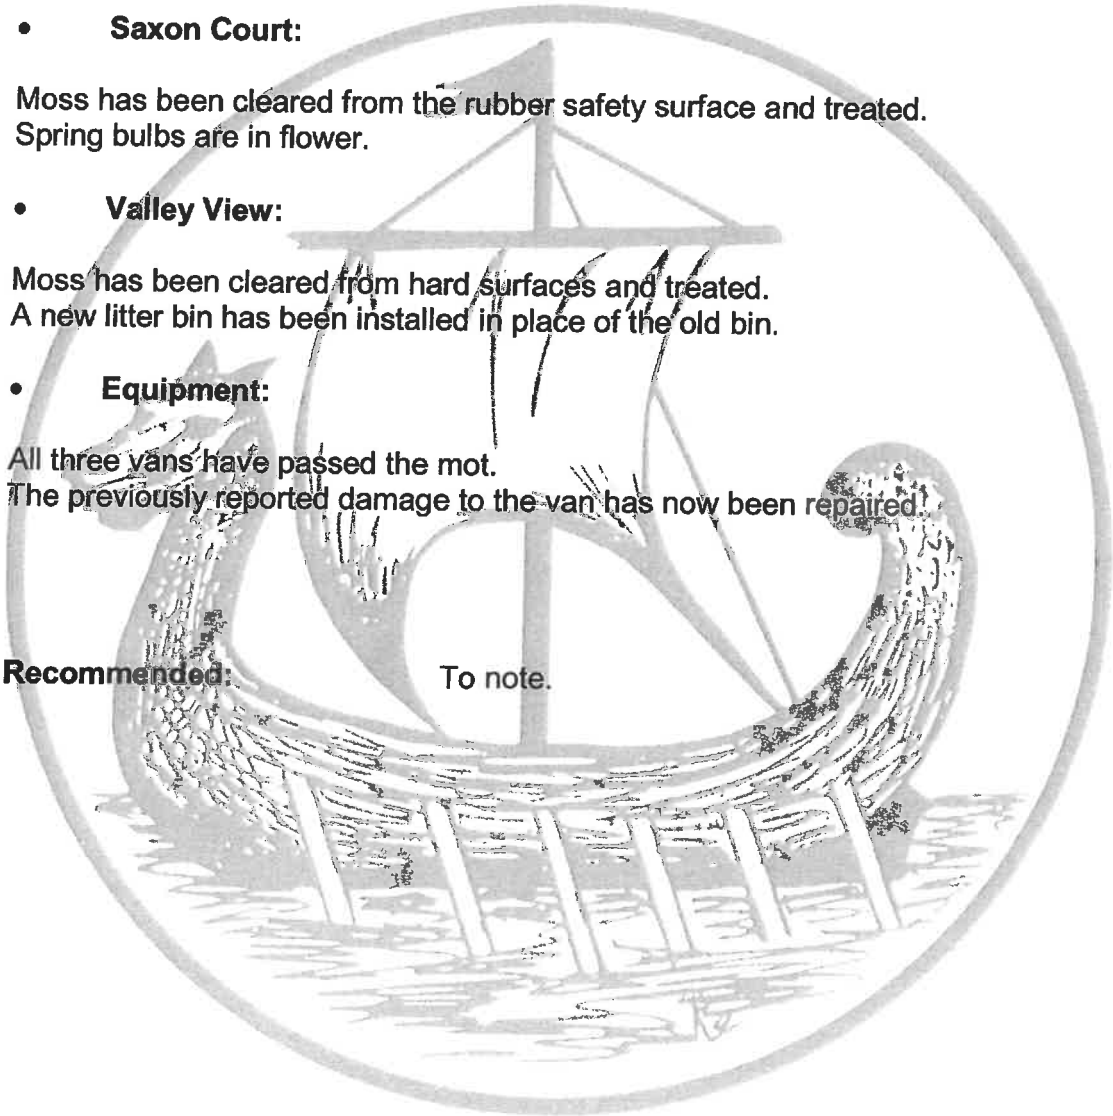 • Saxon Court:
Moss has been cleared from the rubber safety surface and treated.
Spring bulbs are in flower.
• Valley View:
Moss has been cleared from hard surfaces and treated.
A new litter bin has been installed in place of the old bin.
• Equipment:
All three vans have passed the mot.
The previously reported damage to the van has now been repaired.
Recommended: To note.